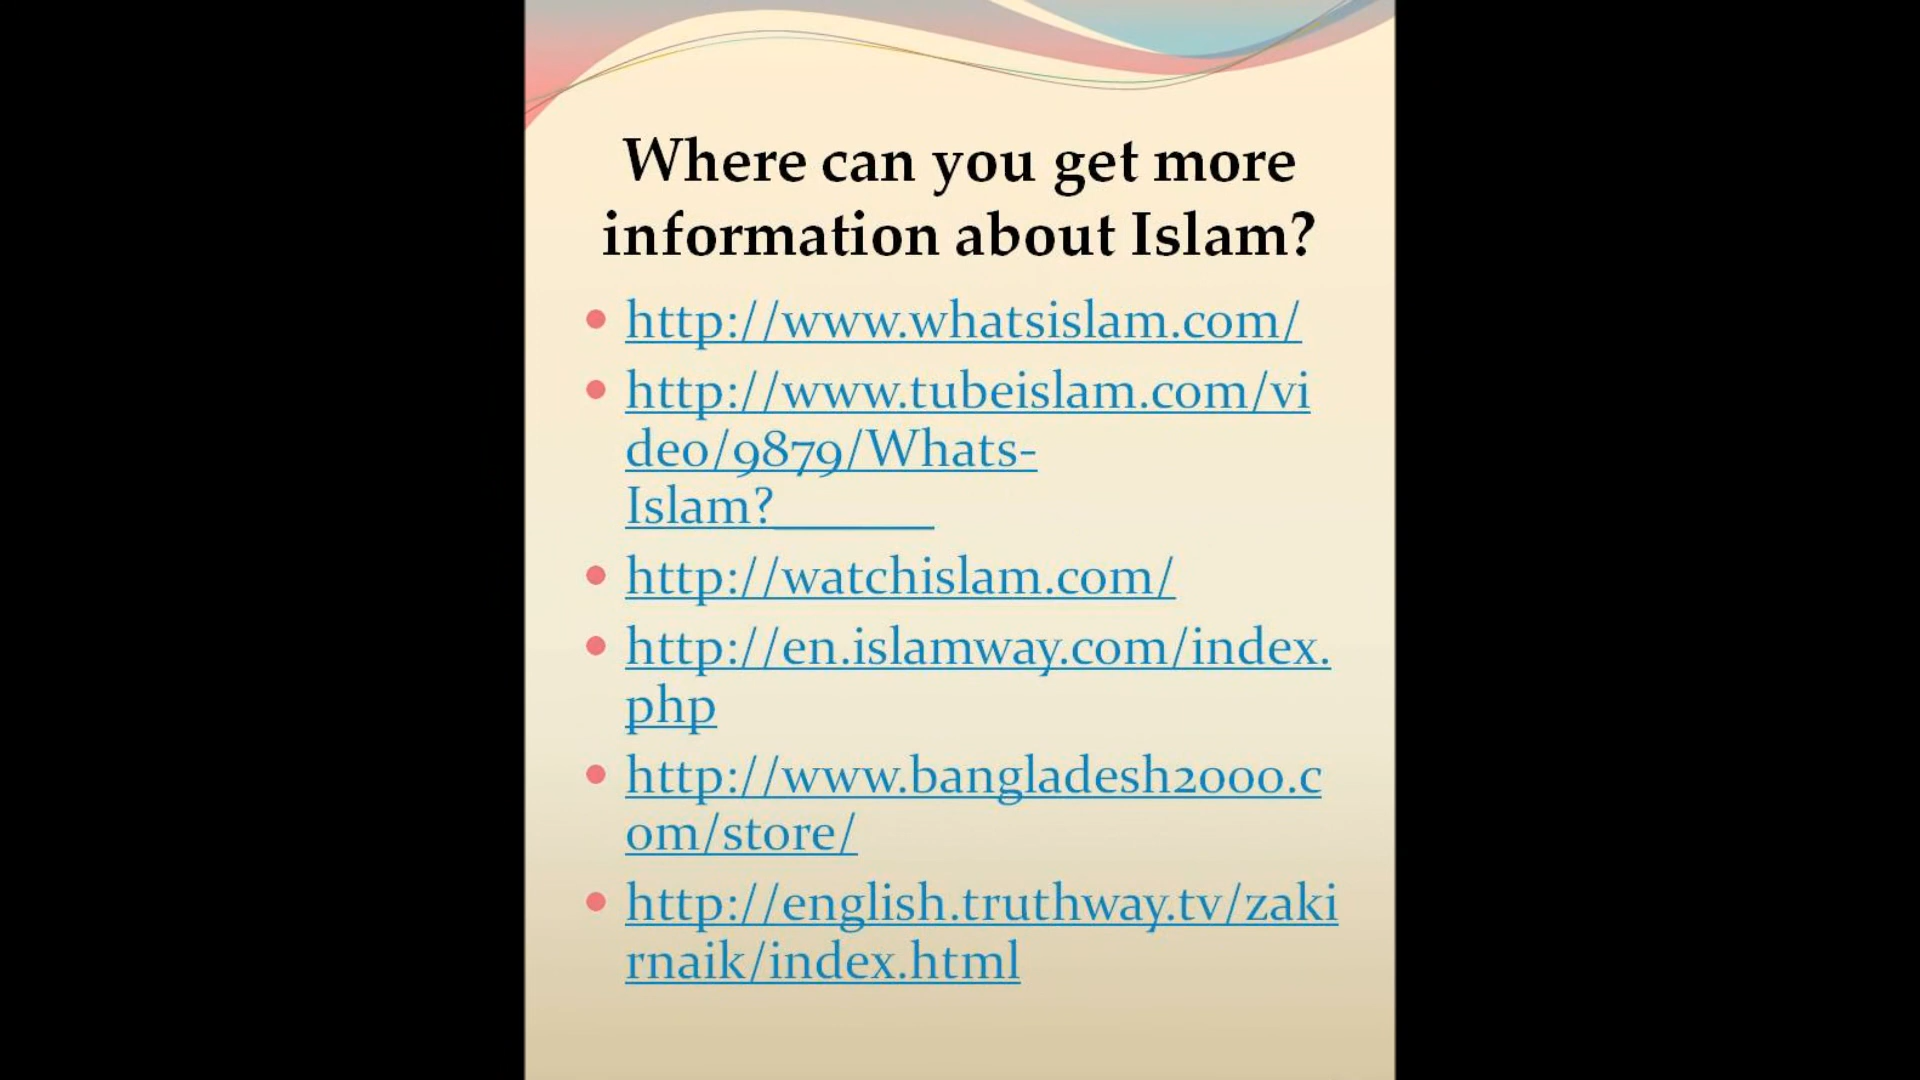 Where can you get more
information about Islam?
http://www.whatsislam.com/
http://www.tubeislam.com/vi
deo/9879/Whats-
Islam?______
http://watchislam.com/
http://en.islamway.com/index.
php
http://www.bangladesh2000.c
om/store/
http://english.truthway.tv/zaki
rnaik/index.html